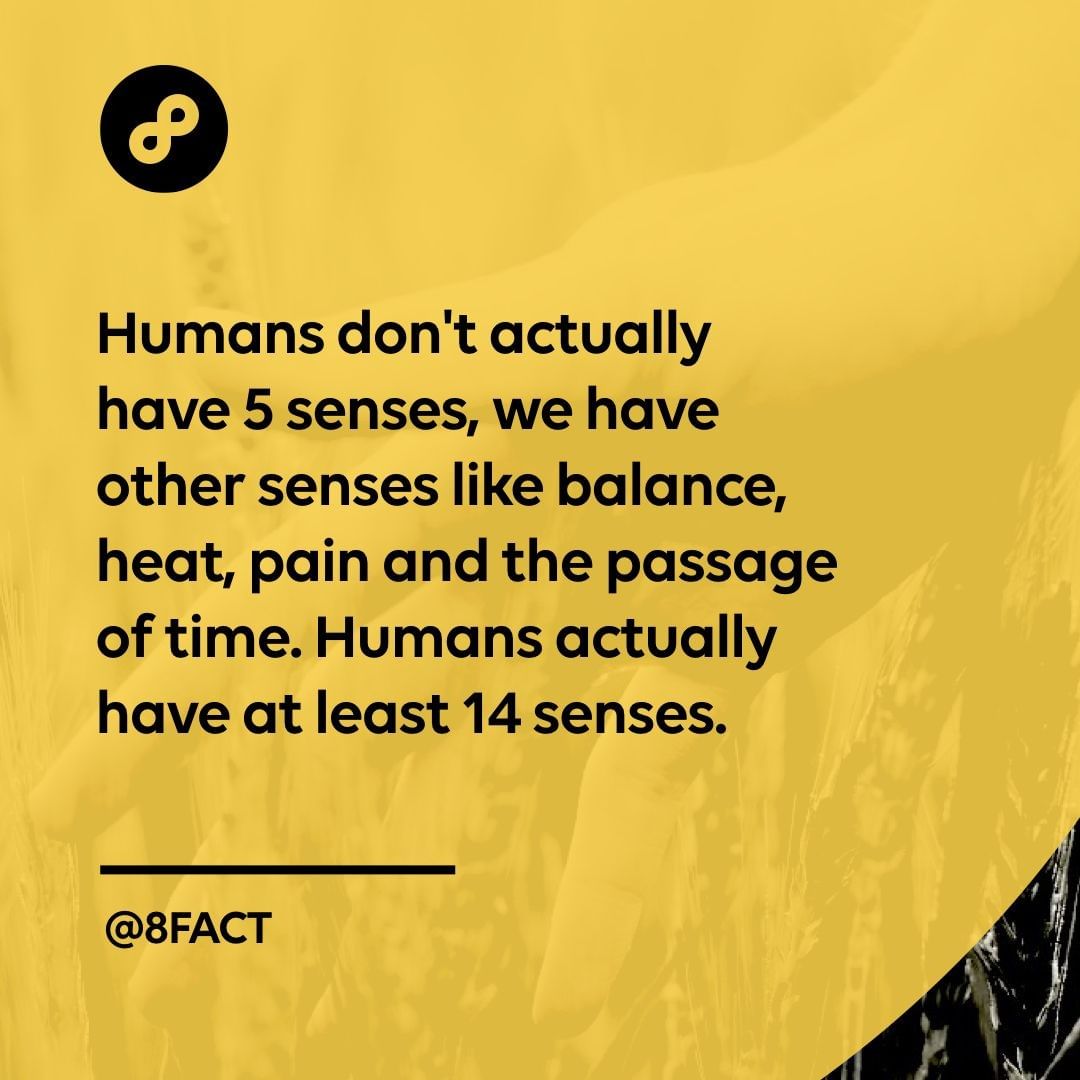 Humans don't actually
have 5 senses, we have
other senses like balance,
heat, pain and the passage
of time. Humans actually
have at least 14 senses.
@8FACT